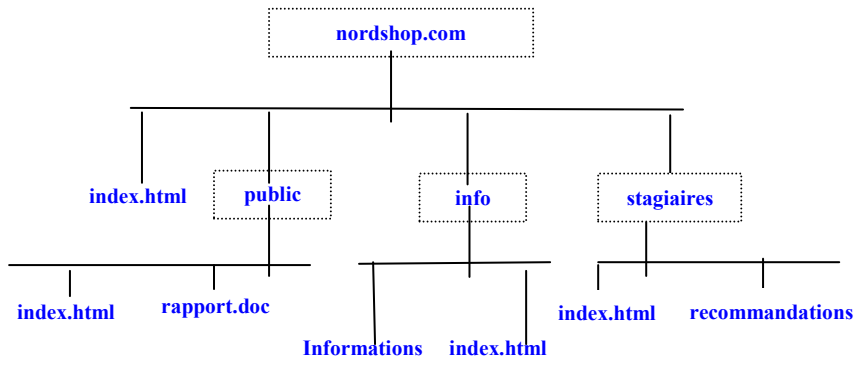 nordshop.com
index.html
public
info
stagiaires
index.html
rapport.doc
Informations
index.html
index.html
recommandations